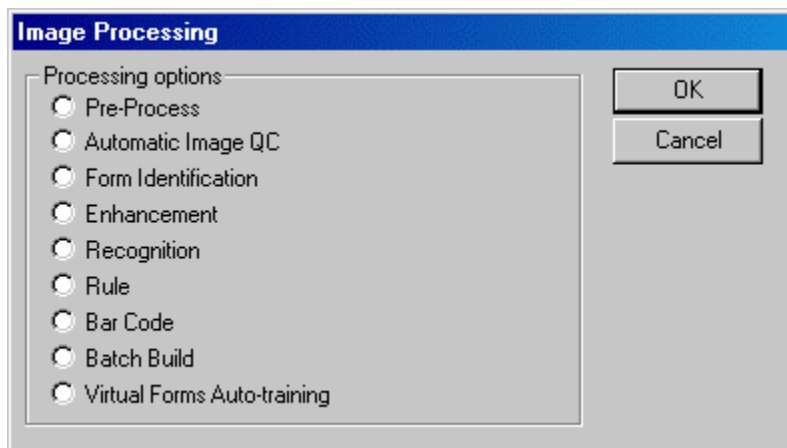 Image Processing
Processing options
Pre-Process
Automatic Image QC
Form Identification
Enhancement
Recognition
Rule
Bar Code
Batch Build
Virtual Forms Auto-training
OK
Cancel